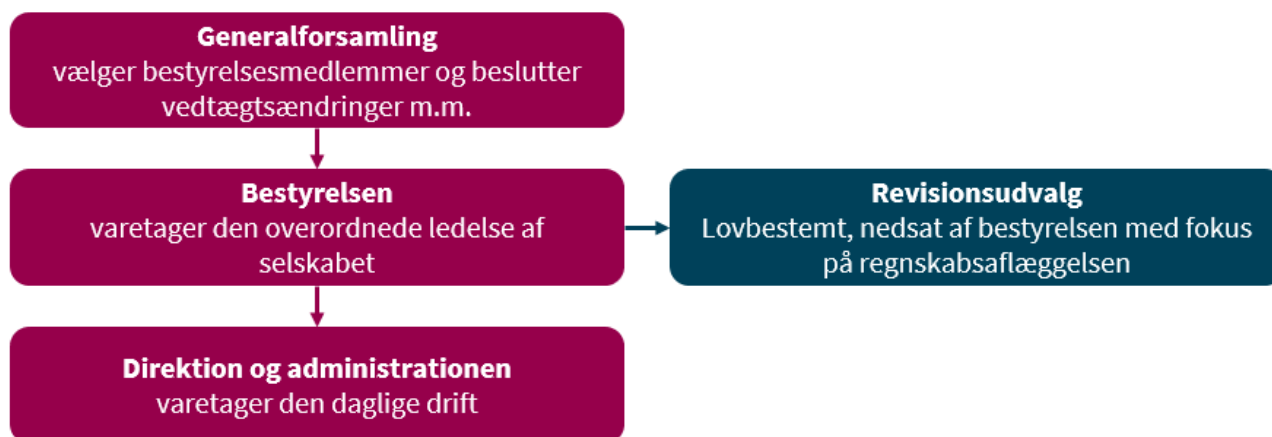 Generalforsamling
vælger bestyrelsesmedlemmer og beslutter
vedtægtsændringer m.m.
Bestyrelsen
varetager den overordnede ledelse af
selskabet
Revisionsudvalg
Lovbestemt, nedsat af bestyrelsen med fokus
på regnskabsaflæggelsen
Direktion og administrationen
varetager den daglige drift